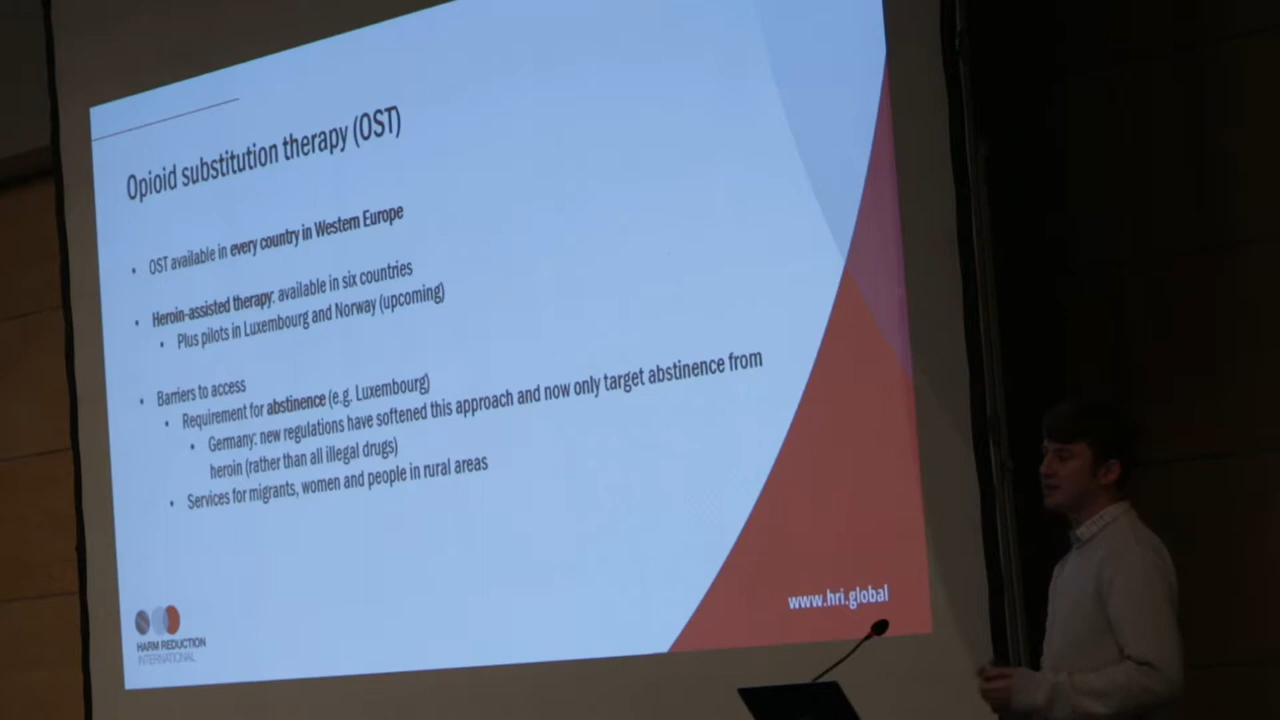 Opioid substitution therapy (OST)
• OST available in every country in Western Europe
• Heroin-assisted therapy: available in six countries
• Plus pilots in Luxembourg and Norway (upcoming)
• Barriers to access
• Requirement for abstinence (e.g. Luxembourg)
• Germany: new regulations have softened this approach and now only target abstinence from
heroin (rather than all illegal drugs)
• Services for migrants, women and people in rural areas
HARM REDUCTION
INTERNATIONAL
www.hri.global